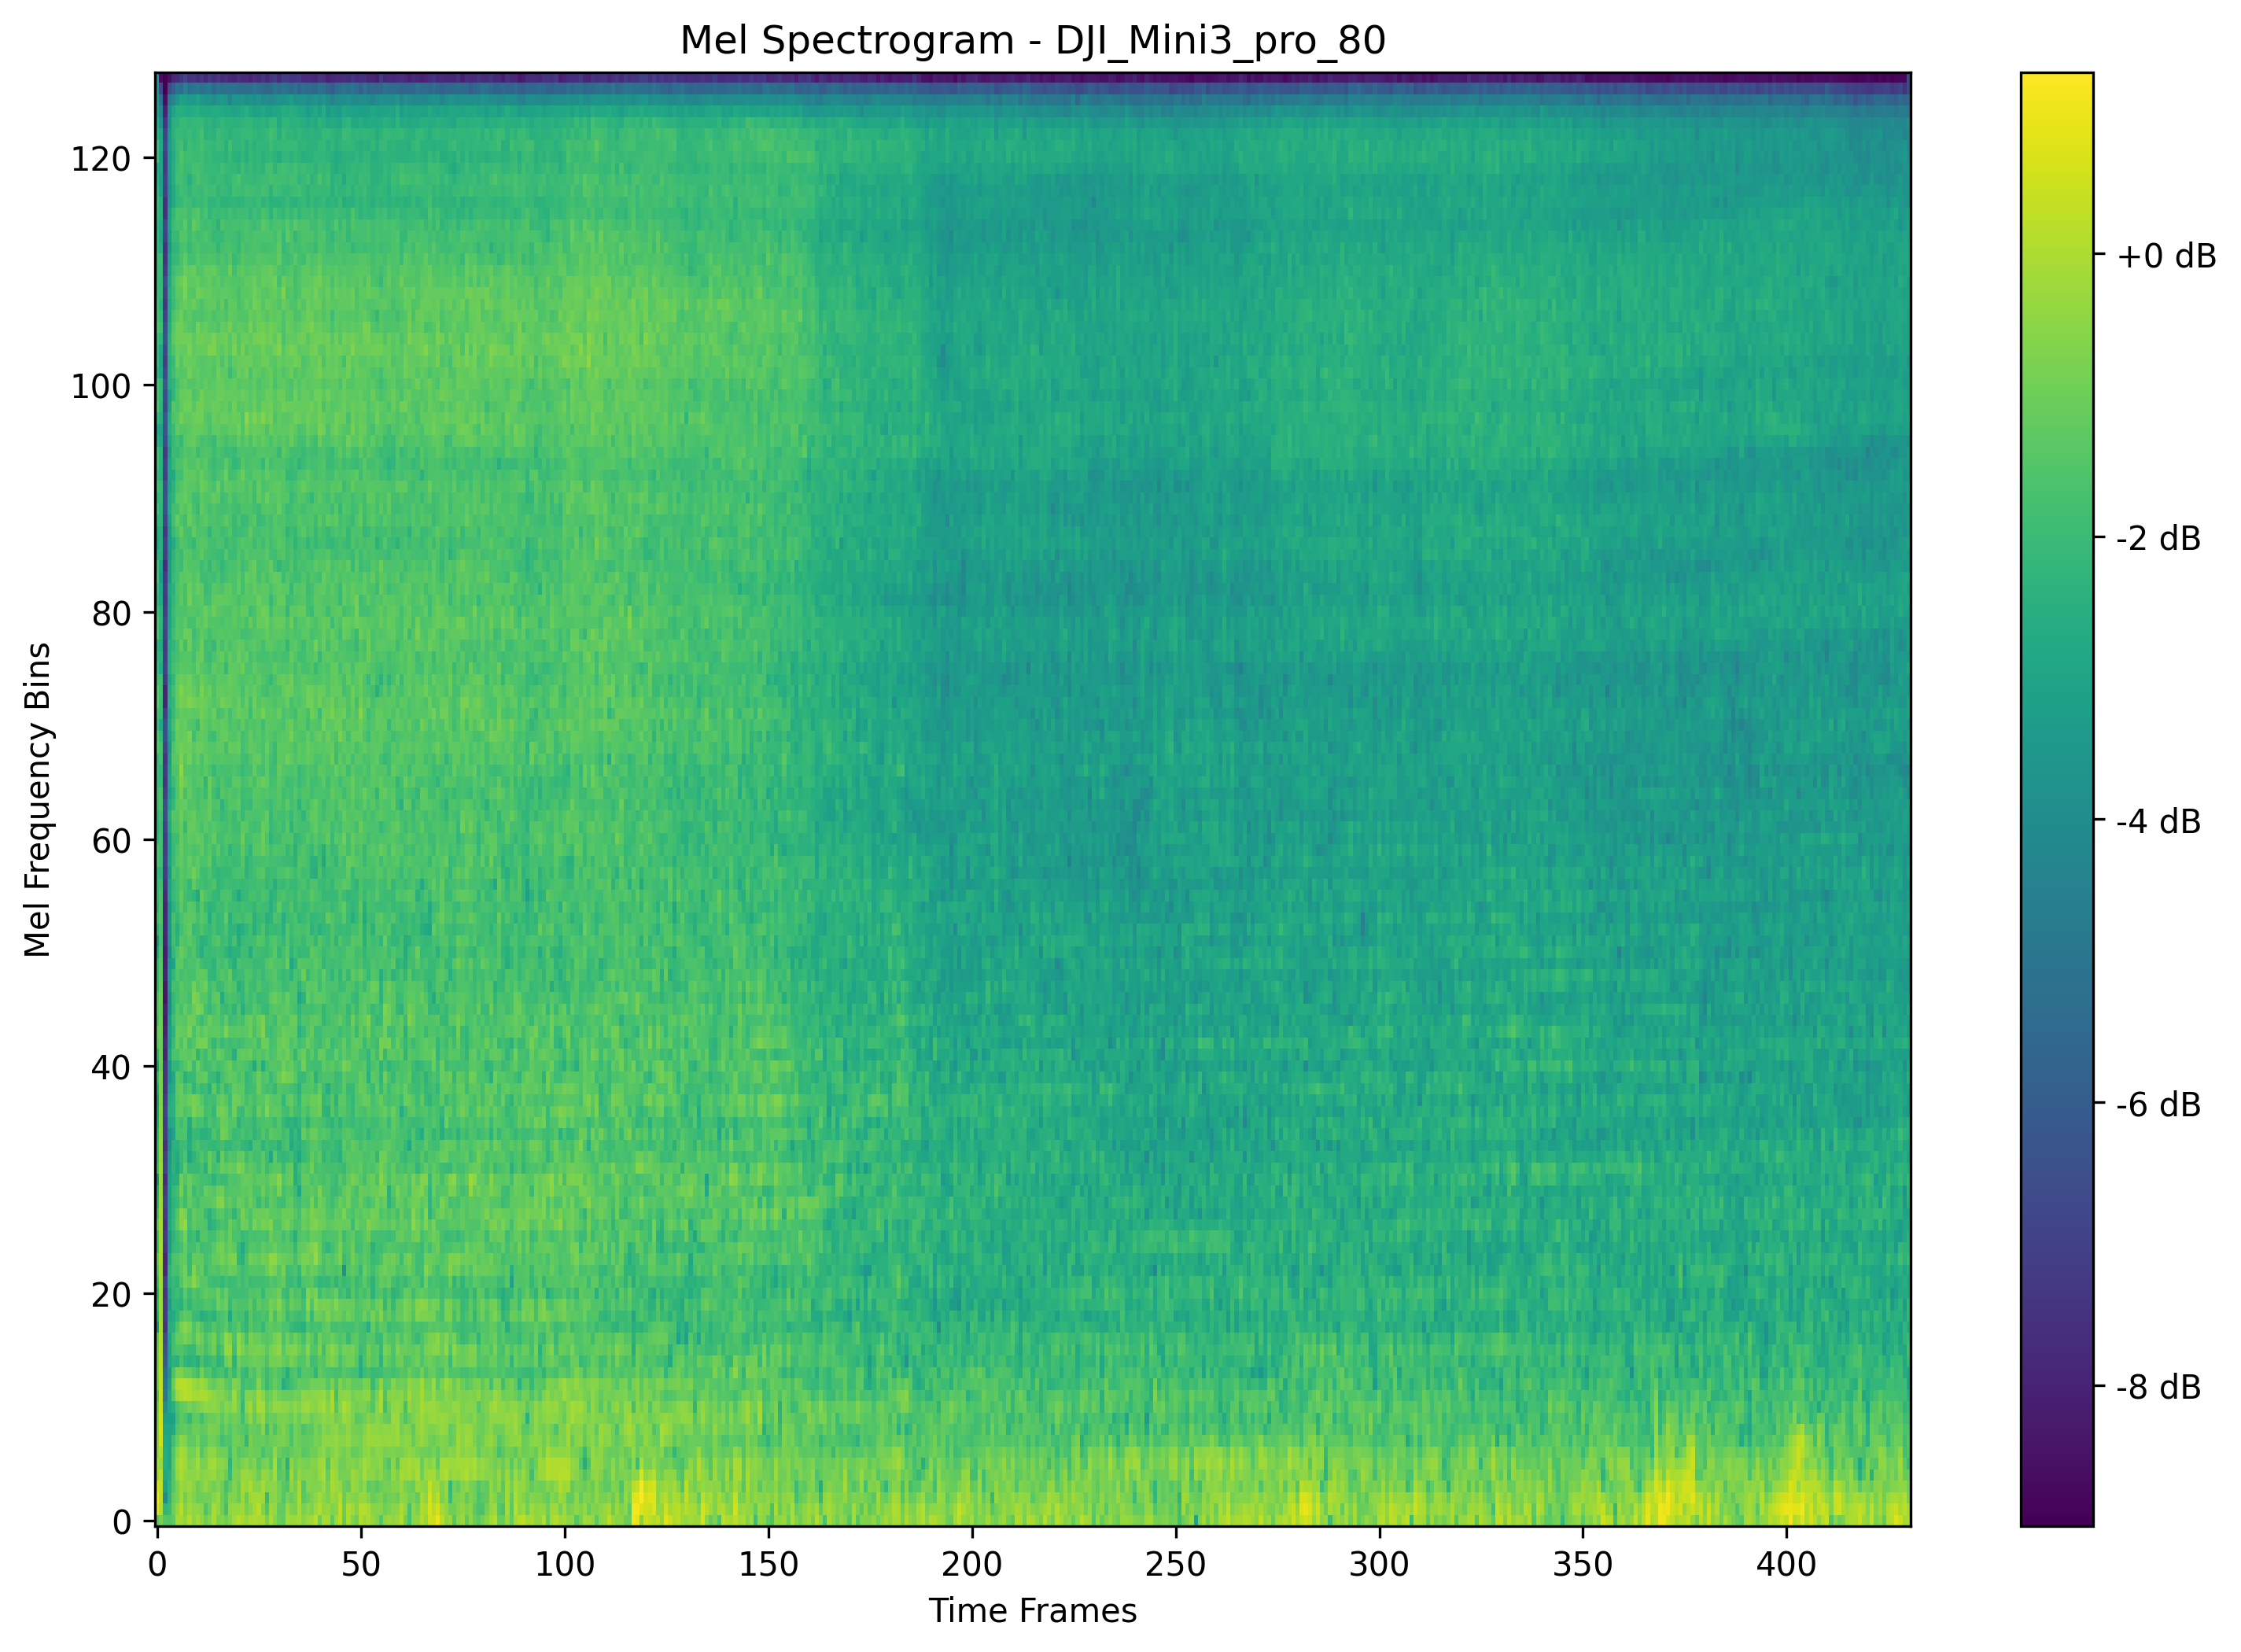 Mel Spectrogram - DJI_Mini3_pro_80
Mel Frequency Bins
120
100
80
60
40
20
0
0 50 100 150 200 250 300 350 400
Time Frames
+0 dB
-2 dB
-4 dB
-6 dB
-8 dB